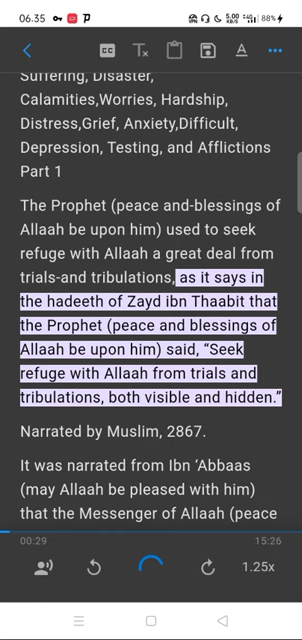 06.35
5,00
KB/S
4G
88%
CC
Suffering, Disaster,
Calamities,Worries, Hardship,
Distress,Grief, Anxiety,Difficult,
Depression, Testing, and Afflictions
Part 1
The Prophet (peace and-blessings of
Allaah be upon him) used to seek
refuge with Allaah a great deal from
trials-and tribulations, as it says in
the hadeeth of Zayd ibn Thaabit that
the Prophet (peace and blessings of
Allaah be upon him) said, “Seek
refuge with Allaah from trials and
tribulations, both visible and hidden.”
Narrated by Muslim, 2867.
It was narrated from Ibn ‘Abbaas
(may Allaah be pleased with him)
that the Messenger of Allaah (peace
00:29
15:26
1.25x